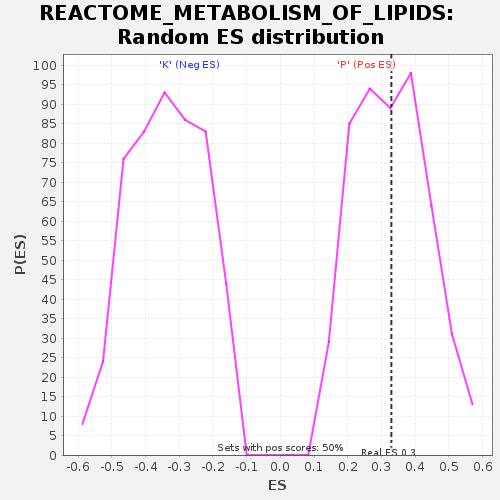 REACTOME_METABOLISM_OF_LIPIDS:
Random ES distribution
'K' (Neg ES)
'P' (Pos ES)
100
95
90
85
80
75
70
65
60
55
50
45
40
35
30
25
20
15
10
5
0
P(ES)
Sets with pos scores: 50%
Real ES 0.3
-0.6 -0.5 -0.4 -0.3 -0.2 -0.1 0.0 0.1 0.2 0.3 0.4 0.5 0.6
ES